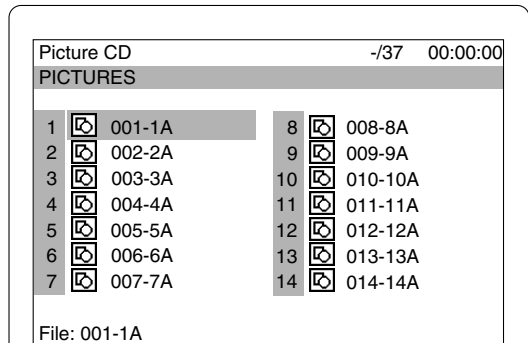 Picture CD -/37 00:00:00
PICTURES
1 001-1A
2 002-2A
3 003-3A
4 004-4A
5 005-5A
6 006-6A
7 007-7A
8 008-8A
9 009-9A
10 010-10A
11 011-11A
12 012-12A
13 013-13A
14 014-14A
File: 001-1A